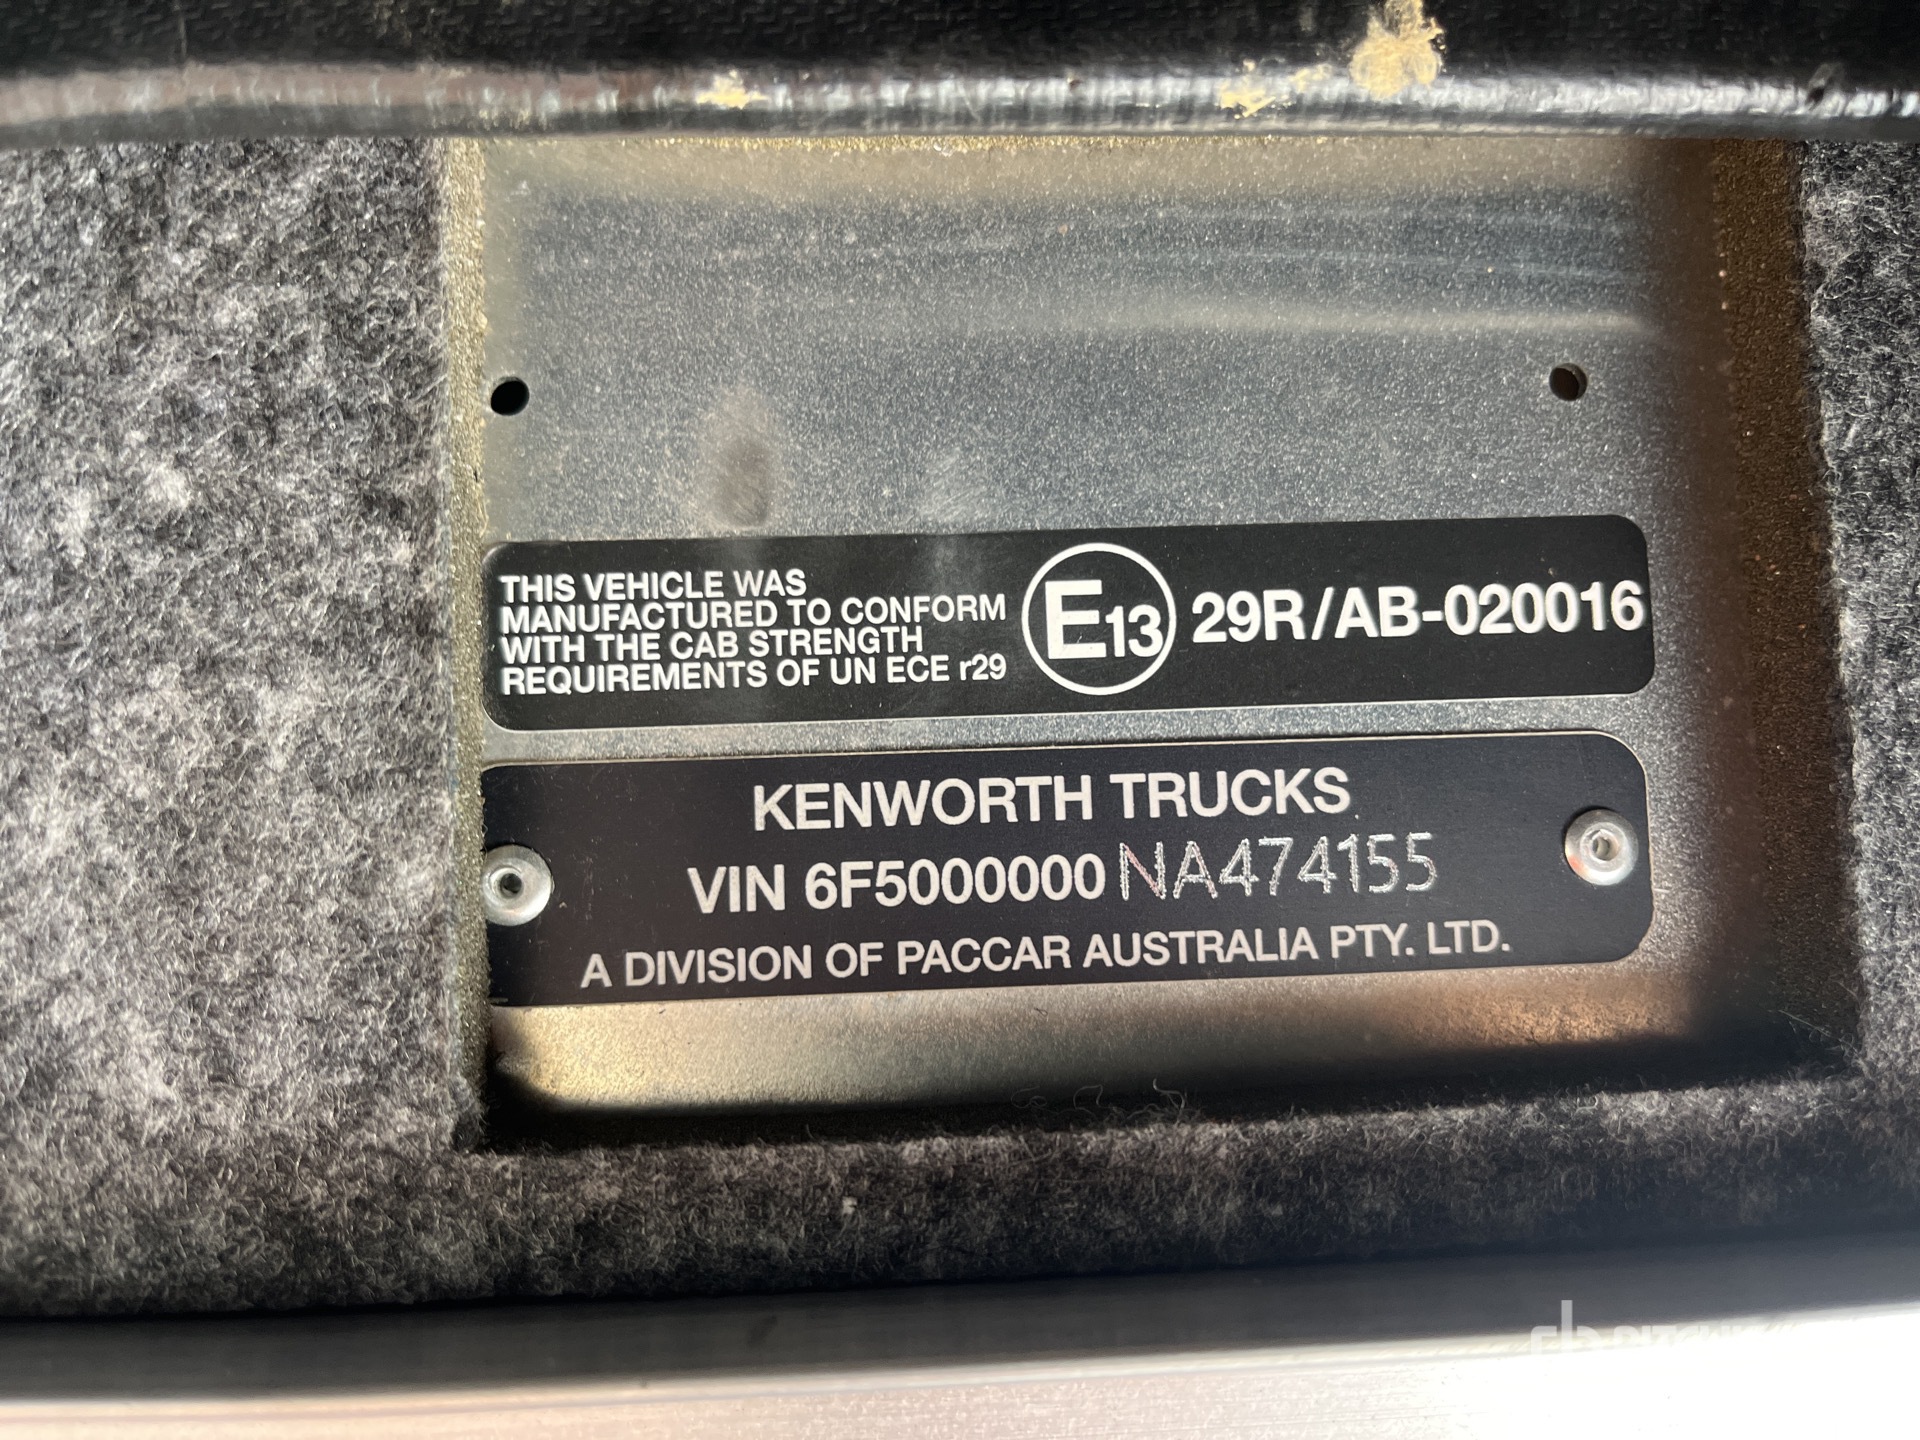 THIS VEHICLE WAS
MANUFACTURED TO CONFORM
WITH THE CAB STRENGTH
REQUIREMENTS OF UN ECE r29
E13 29R/AB-020016
KENWORTH TRUCKS
VIN 6F5000000NA474155
A DIVISION OF PACCAR AUSTRALIA PTY. LTD.
rb